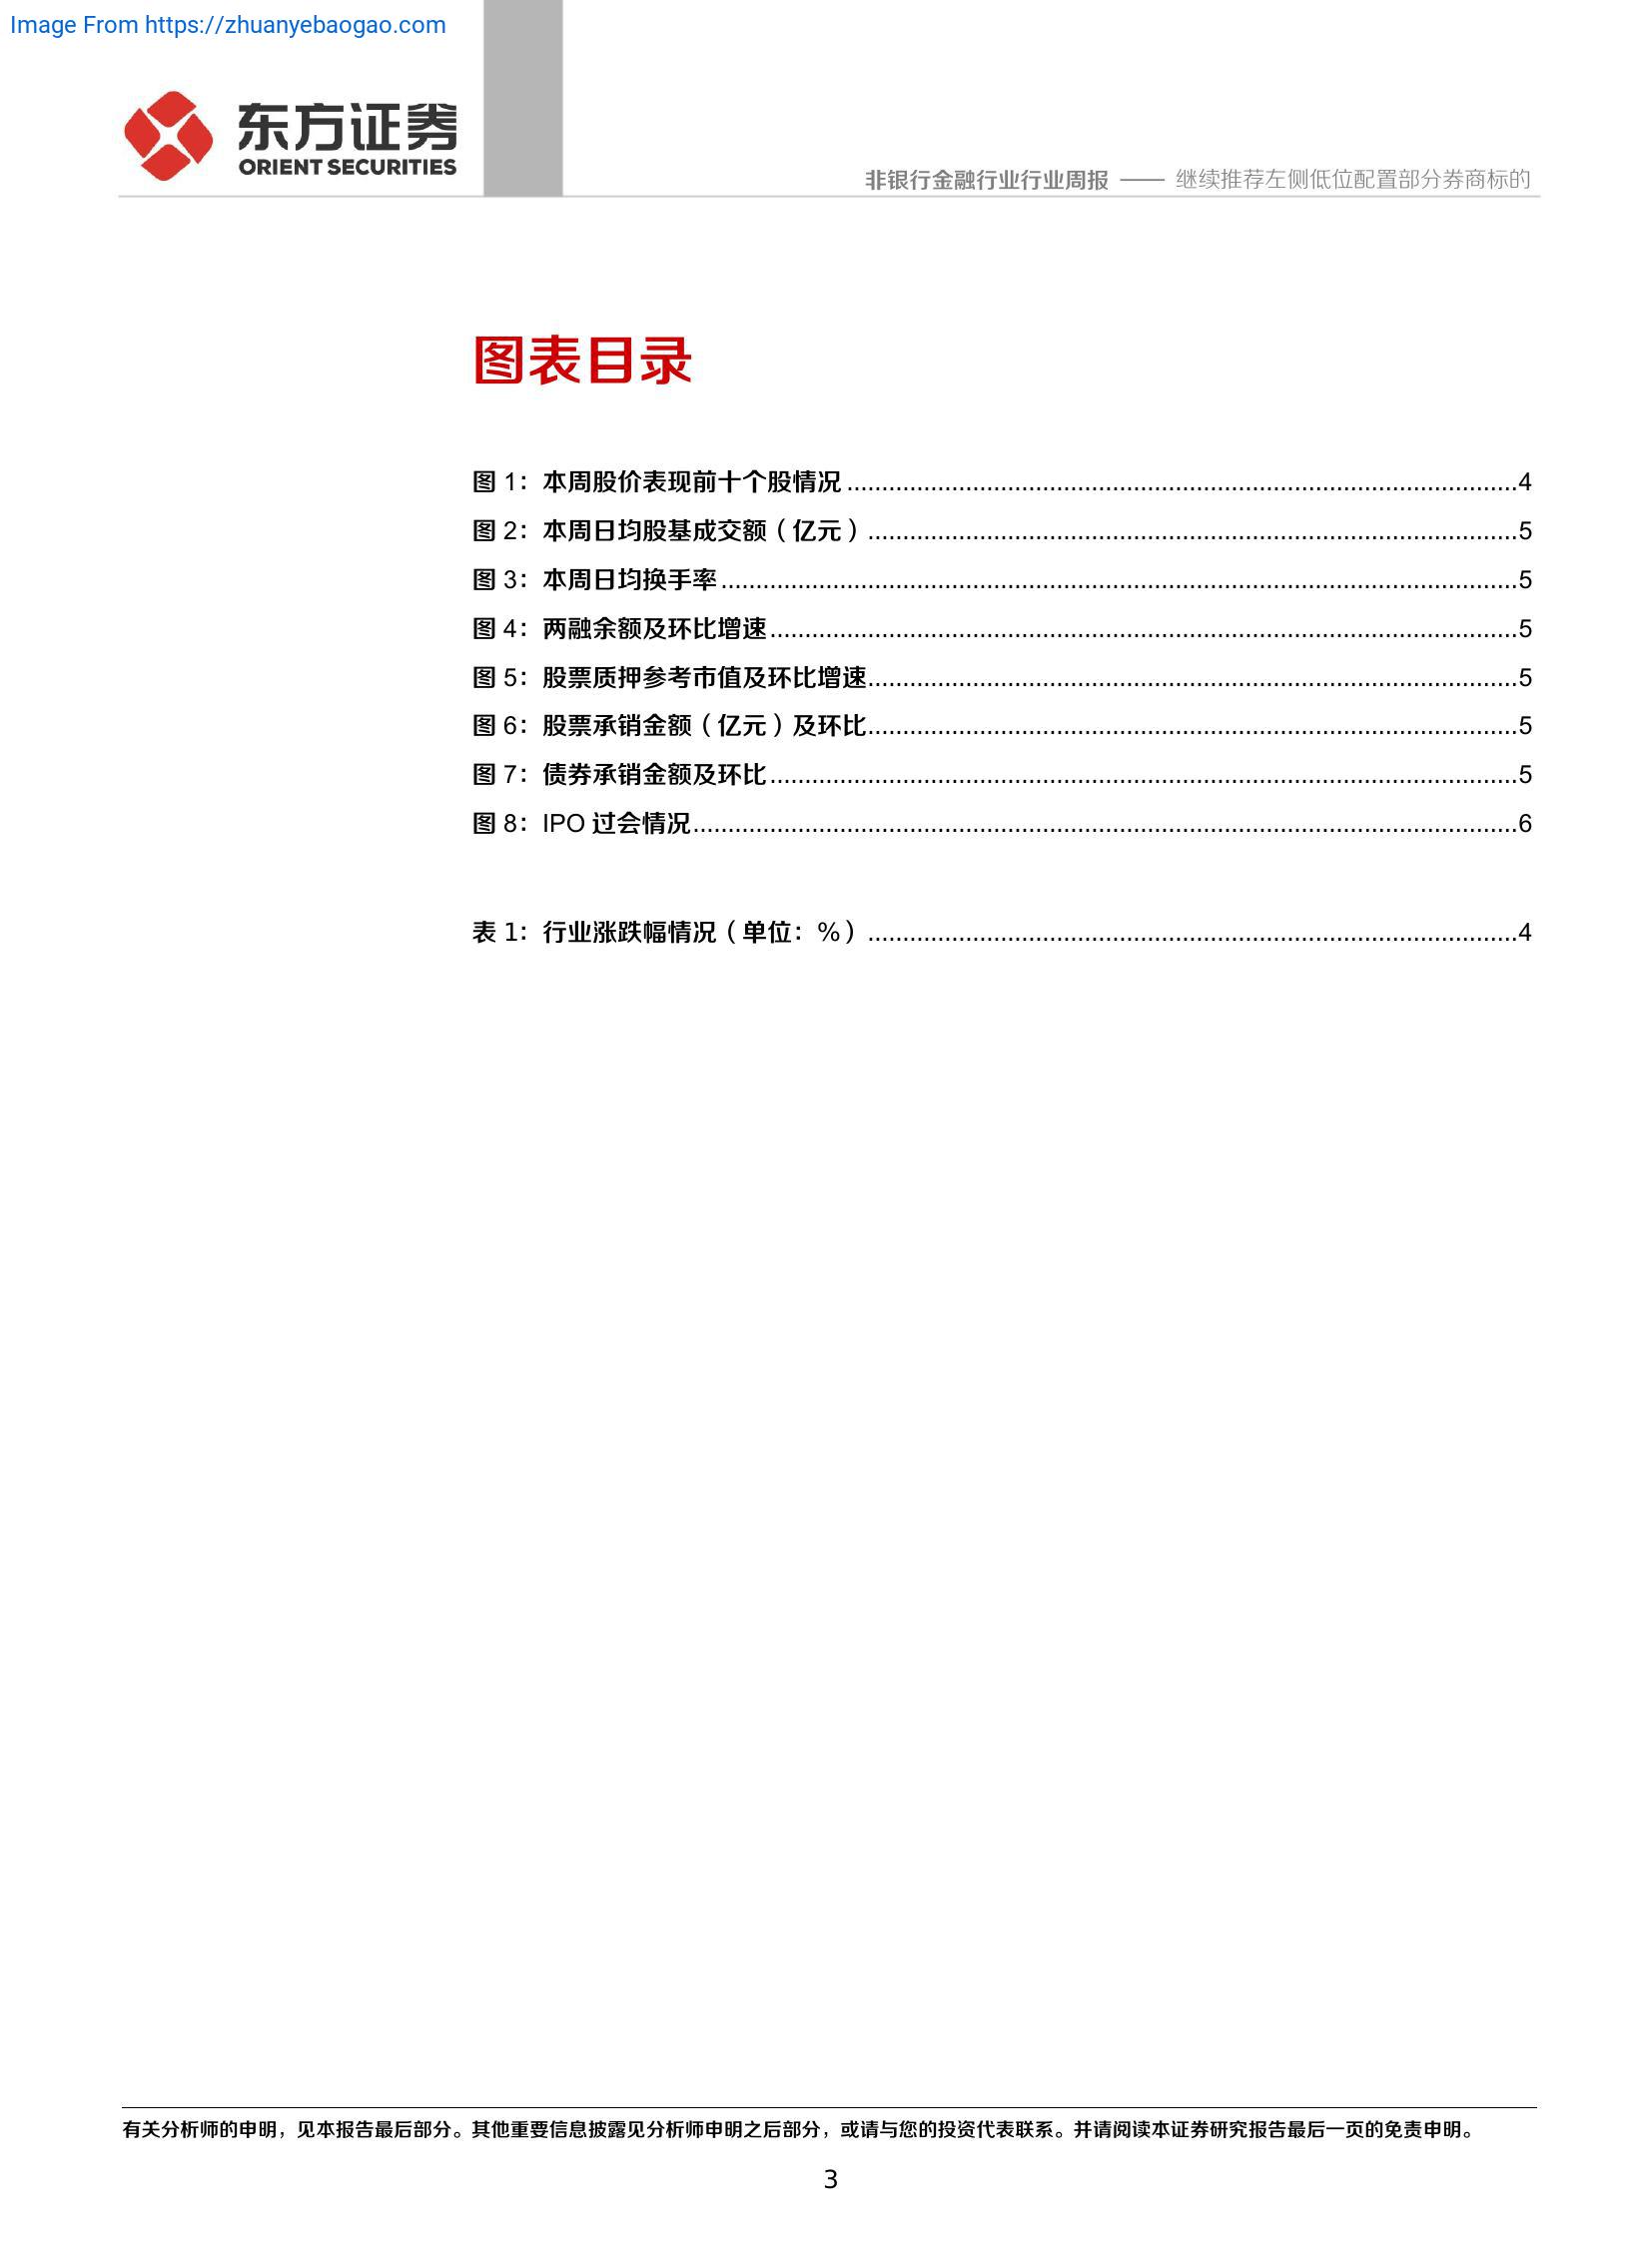 Image From https://zhuanyebaogao.com
东方证券
ORIENT SECURITIES
非银行金融行业行业周报 —— 继续推荐左侧低位配置部分券商标的
图表目录
图 1：本周股价表现前十个股情况 ................................................................................................4
图 2：本周日均股基成交额（亿元）.............................................................................................5
图 3：本周日均换手率 ..................................................................................................................5
图 4：两融余额及环比增速...........................................................................................................5
图 5：股票质押参考市值及环比增速.............................................................................................5
图 6：股票承销金额（亿元）及环比.............................................................................................5
图 7：债券承销金额及环比...........................................................................................................5
图 8：IPO 过会情况......................................................................................................................6
表 1：行业涨跌幅情况（单位：%）.............................................................................................4
有关分析师的申明，见本报告最后部分。其他重要信息披露见分析师申明之后部分，或请与您的投资代表联系。并请阅读本证券研究报告最后一页的免责申明。
3